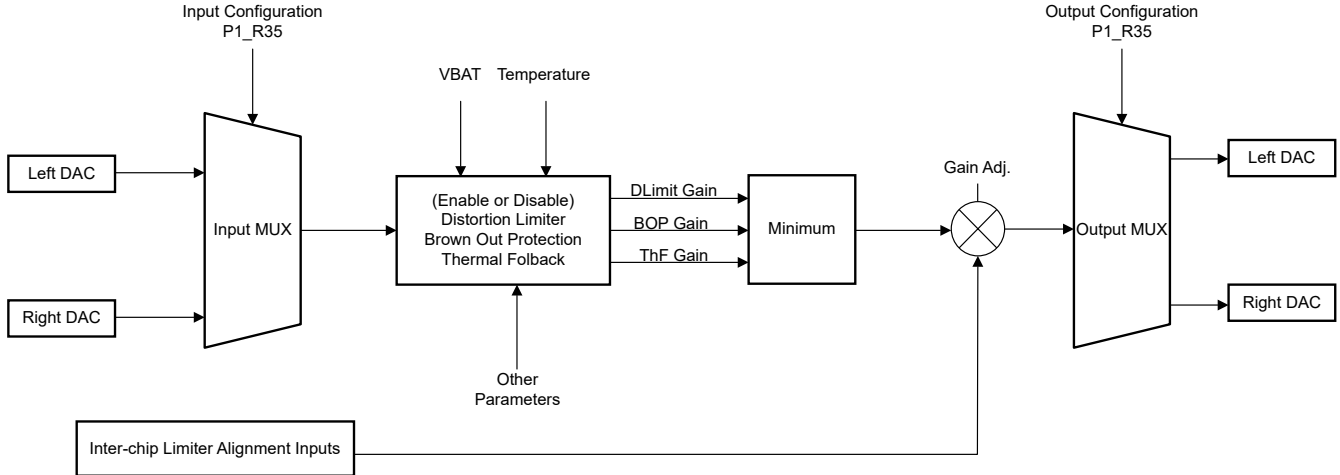 Input Configuration
P1_R35
Output Configuration
P1_R35
VBAT
Temperature
Left DAC
Right DAC
Input MUX
(Enable or Disable)
Distortion Limiter
Brown Out Protection
Thermal Folback
DLimit Gain
BOP Gain
ThF Gain
Minimum
Gain Adj.
Output MUX
Left DAC
Right DAC
Other
Parameters
Inter-chip Limiter Alignment Inputs